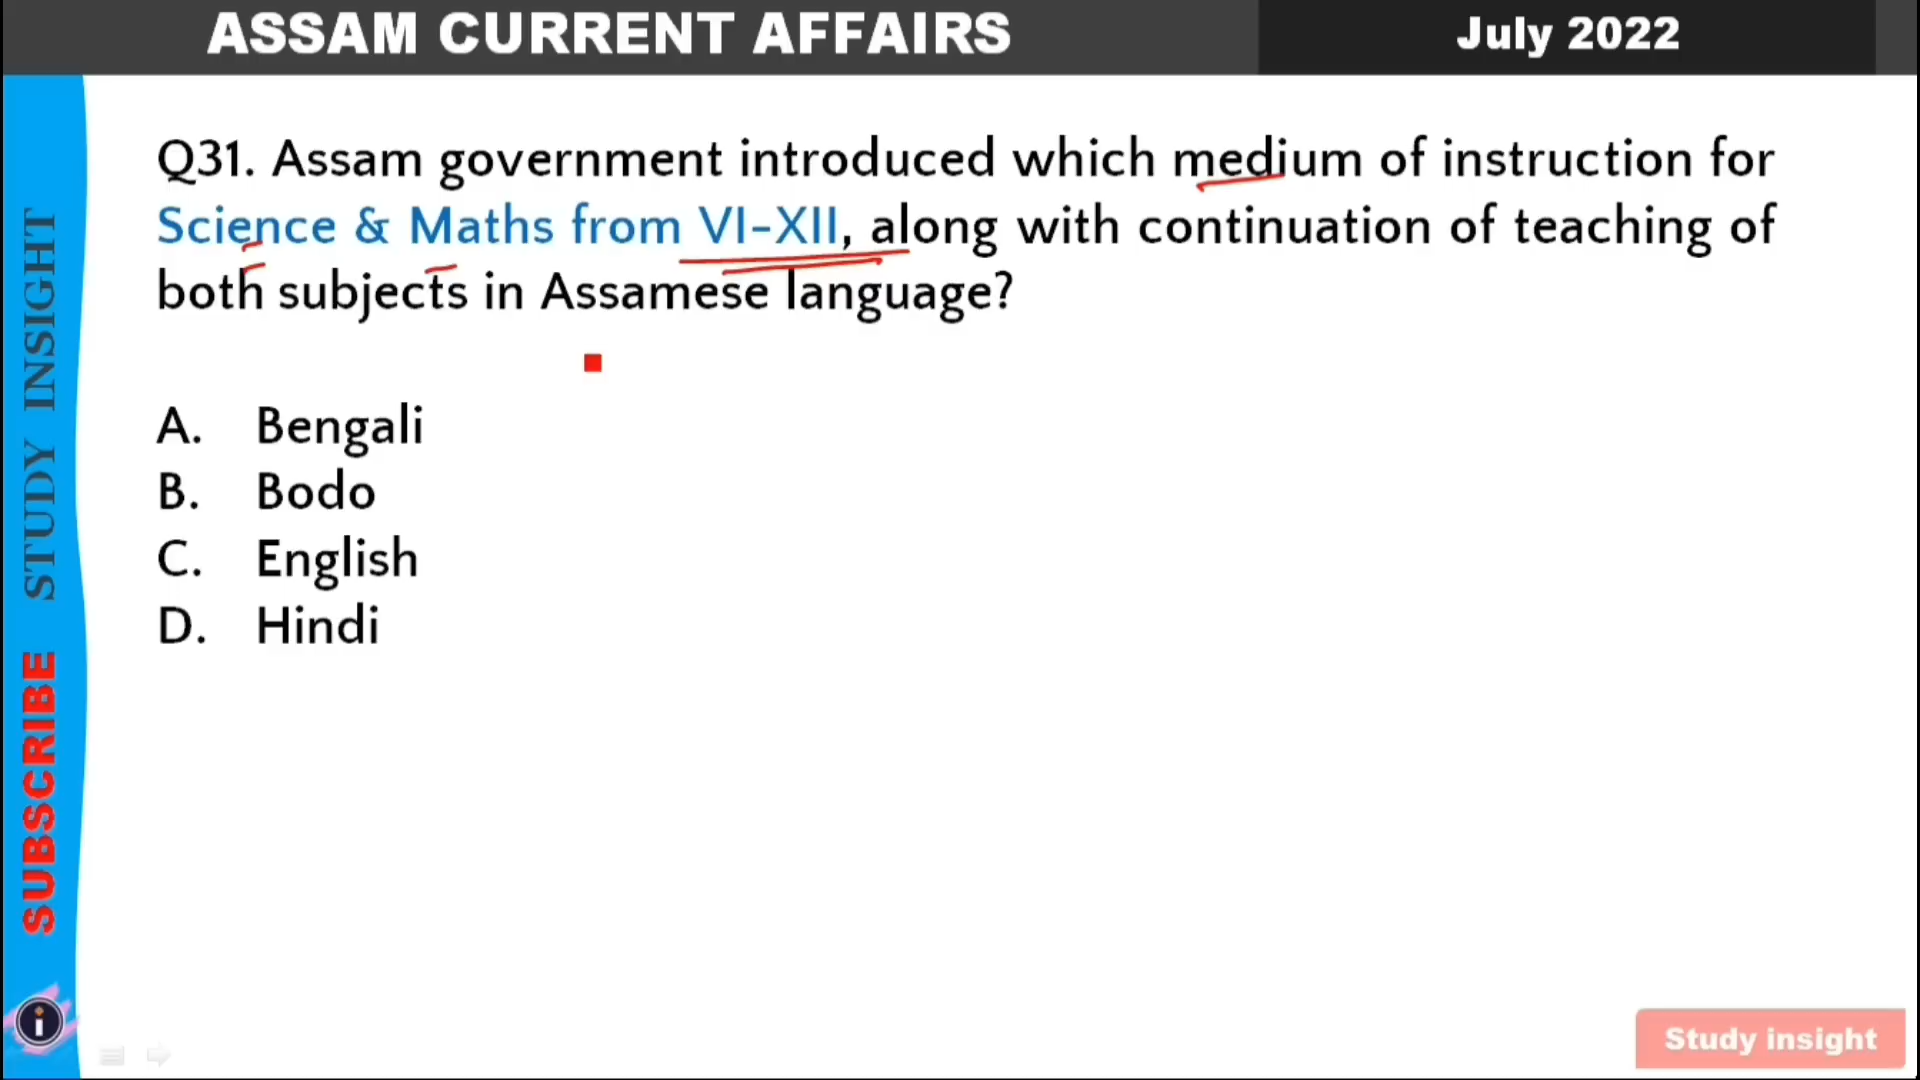 ASSAM CURRENT AFFAIRS
July 2022
Q31. Assam government introduced which medium of instruction for
Science & Maths from VI-XII, along with continuation of teaching of
both subjects in Assamese language?
A. Bengali
B. Bodo
C. English
D. Hindi
SUBSCRIBE STUDY INSIGHT
i
Study insight